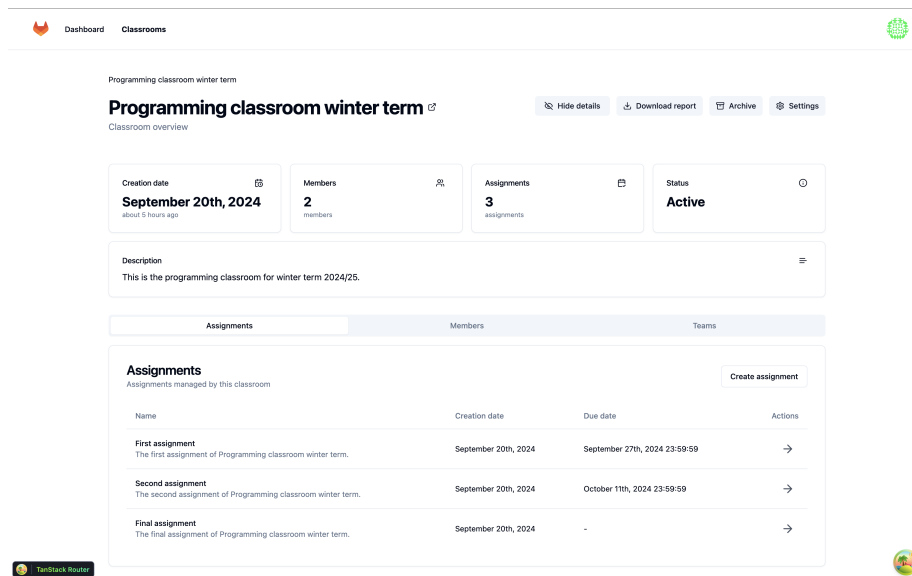 Dashboard Classrooms
Programming classroom winter term
Programming classroom winter term
Classroom overview
Hide details Download report Archive Settings
Creation date Members Assignments Status
September 20th, 2024 2 3 Active
about 5 hours ago members assignments
Description
This is the programming classroom for winter term 2024/25.
Assignments Members Teams
Assignments
Assignments managed by this classroom
Create assignment
Name Creation date Due date Actions
First assignment
The first assignment of Programming classroom winter term.
September 20th, 2024 September 27th, 2024 23:59:59
Second assignment
The second assignment of Programming classroom winter term.
September 20th, 2024 October 11th, 2024 23:59:59
Final assignment
The final assignment of Programming classroom winter term.
September 20th, 2024 -
TanStack Router